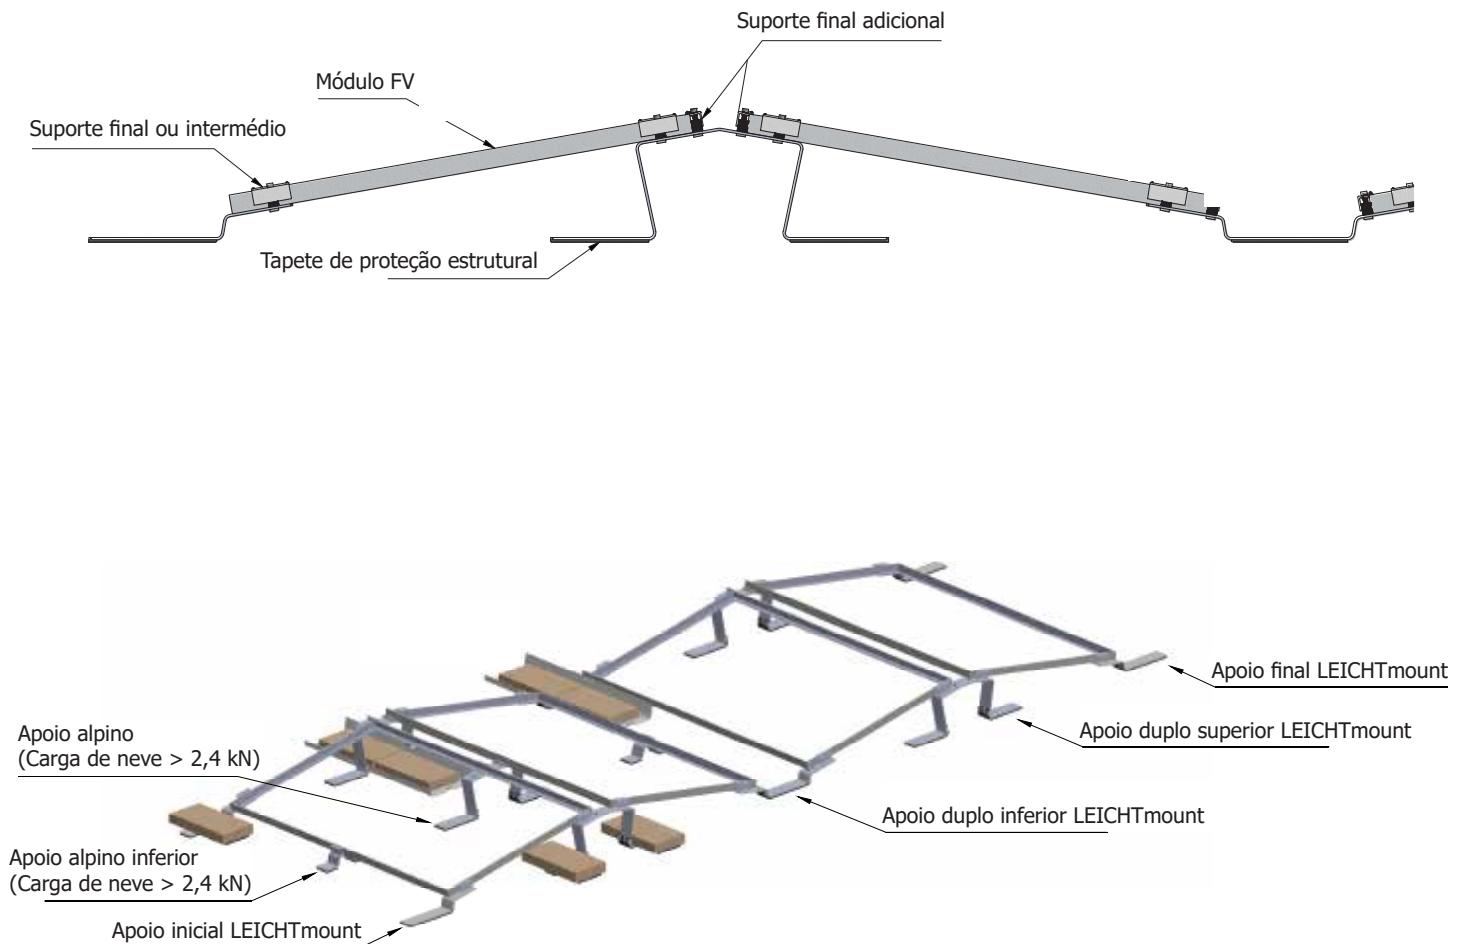 Suporte final adicional
Módulo FV
Suporte final ou intermédio
Tapete de proteção estrutural
Apoio final LEICHTmount
Apoio alpino
(Carga de neve > 2,4 kN)
Apoio duplo superior LEICHTmount
Apoio duplo inferior LEICHTmount
Apoio alpino inferior
(Carga de neve > 2,4 kN)
Apoio inicial LEICHTmount